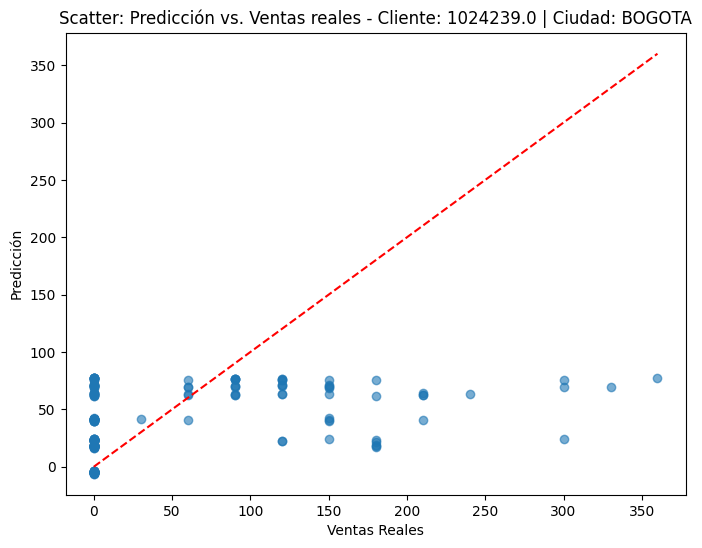 Scatter: Predicción vs. Ventas reales - Cliente: 1024239.0 | Ciudad: BOGOTA
Predicción
350
300
250
200
150
100
50
0
0 50 100 150 200 250 300 350
Ventas Reales